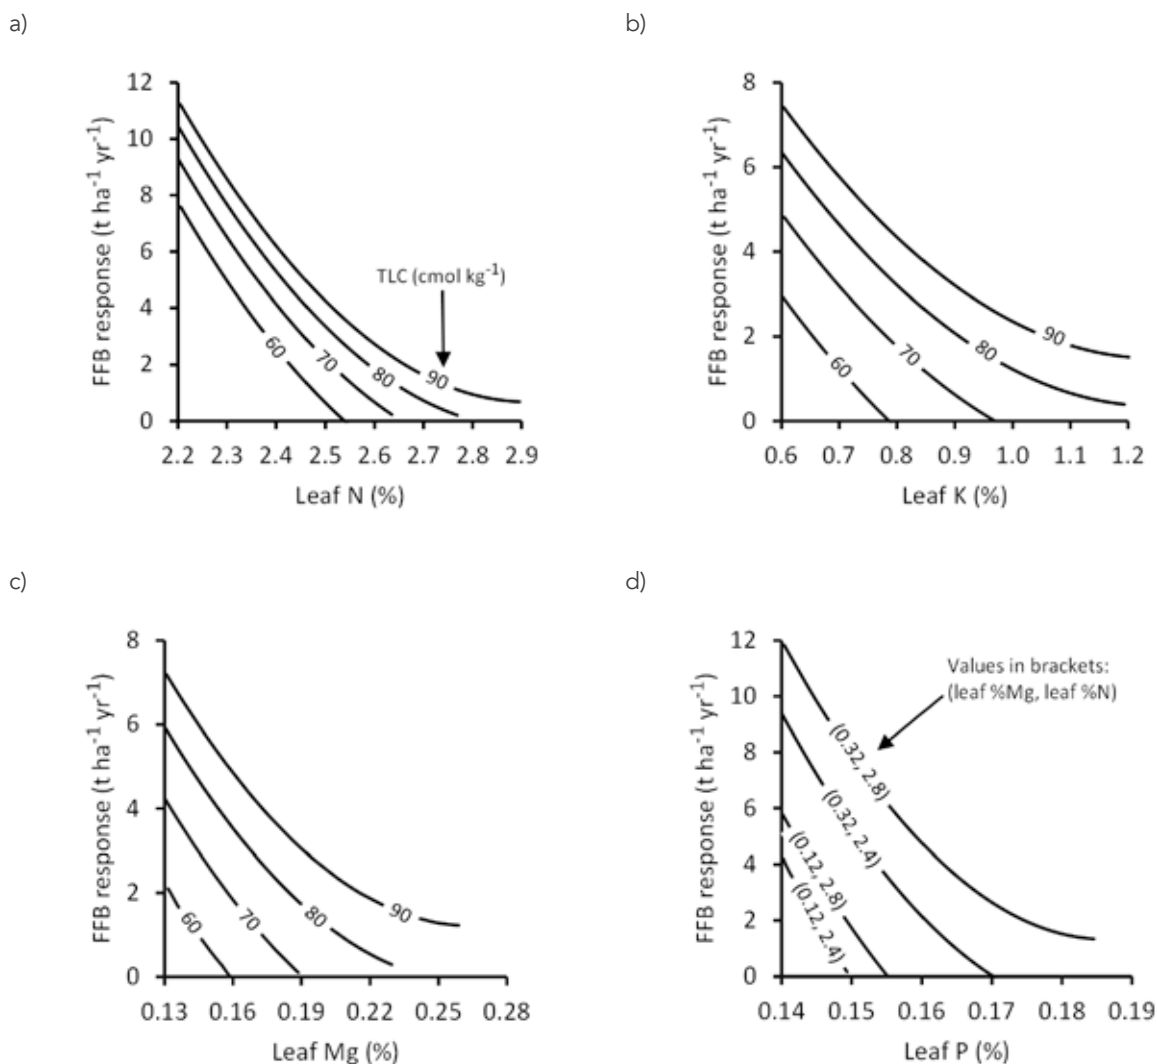 a)
FFB response (t ha⁻¹ yr⁻¹)
12
10
8
6
4
2
0
TLC (cmol kg⁻¹)
60
70
80
90
2.2 2.3 2.4 2.5 2.6 2.7 2.8 2.9
Leaf N (%)
b)
FFB response (t ha⁻¹ yr⁻¹)
8
6
4
2
0
60
70
80
90
0.6 0.7 0.8 0.9 1.0 1.1 1.2
Leaf K (%)
c)
FFB response (t ha⁻¹ yr⁻¹)
8
6
4
2
0
60
70
80
90
0.13 0.16 0.19 0.22 0.25 0.28
Leaf Mg (%)
d)
FFB response (t ha⁻¹ yr⁻¹)
12
10
8
6
4
2
0
Values in brackets:
(leaf %Mg, leaf %N)
(0.32, 2.8)
(0.32, 2.4)
(0.12, 2.8)
(0.12, 2.4)
0.14 0.15 0.16 0.17 0.18 0.19
Leaf P (%)